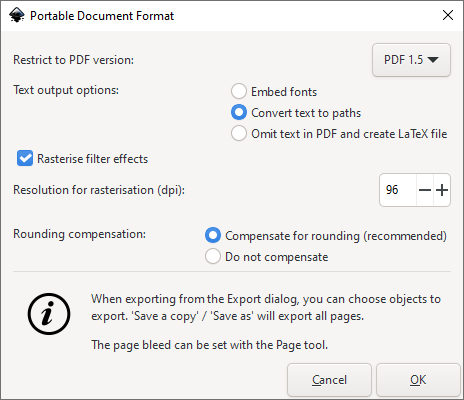 Portable Document Format
Restrict to PDF version:
PDF 1.5
Text output options:
Embed fonts
Convert text to paths
Omit text in PDF and create LaTeX file
Rasterise filter effects
Resolution for rasterisation (dpi):
96
Rounding compensation:
Compensate for rounding (recommended)
Do not compensate
When exporting from the Export dialog, you can choose objects to
export. 'Save a copy' / 'Save as' will export all pages.
The page bleed can be set with the Page tool.
Cancel
OK